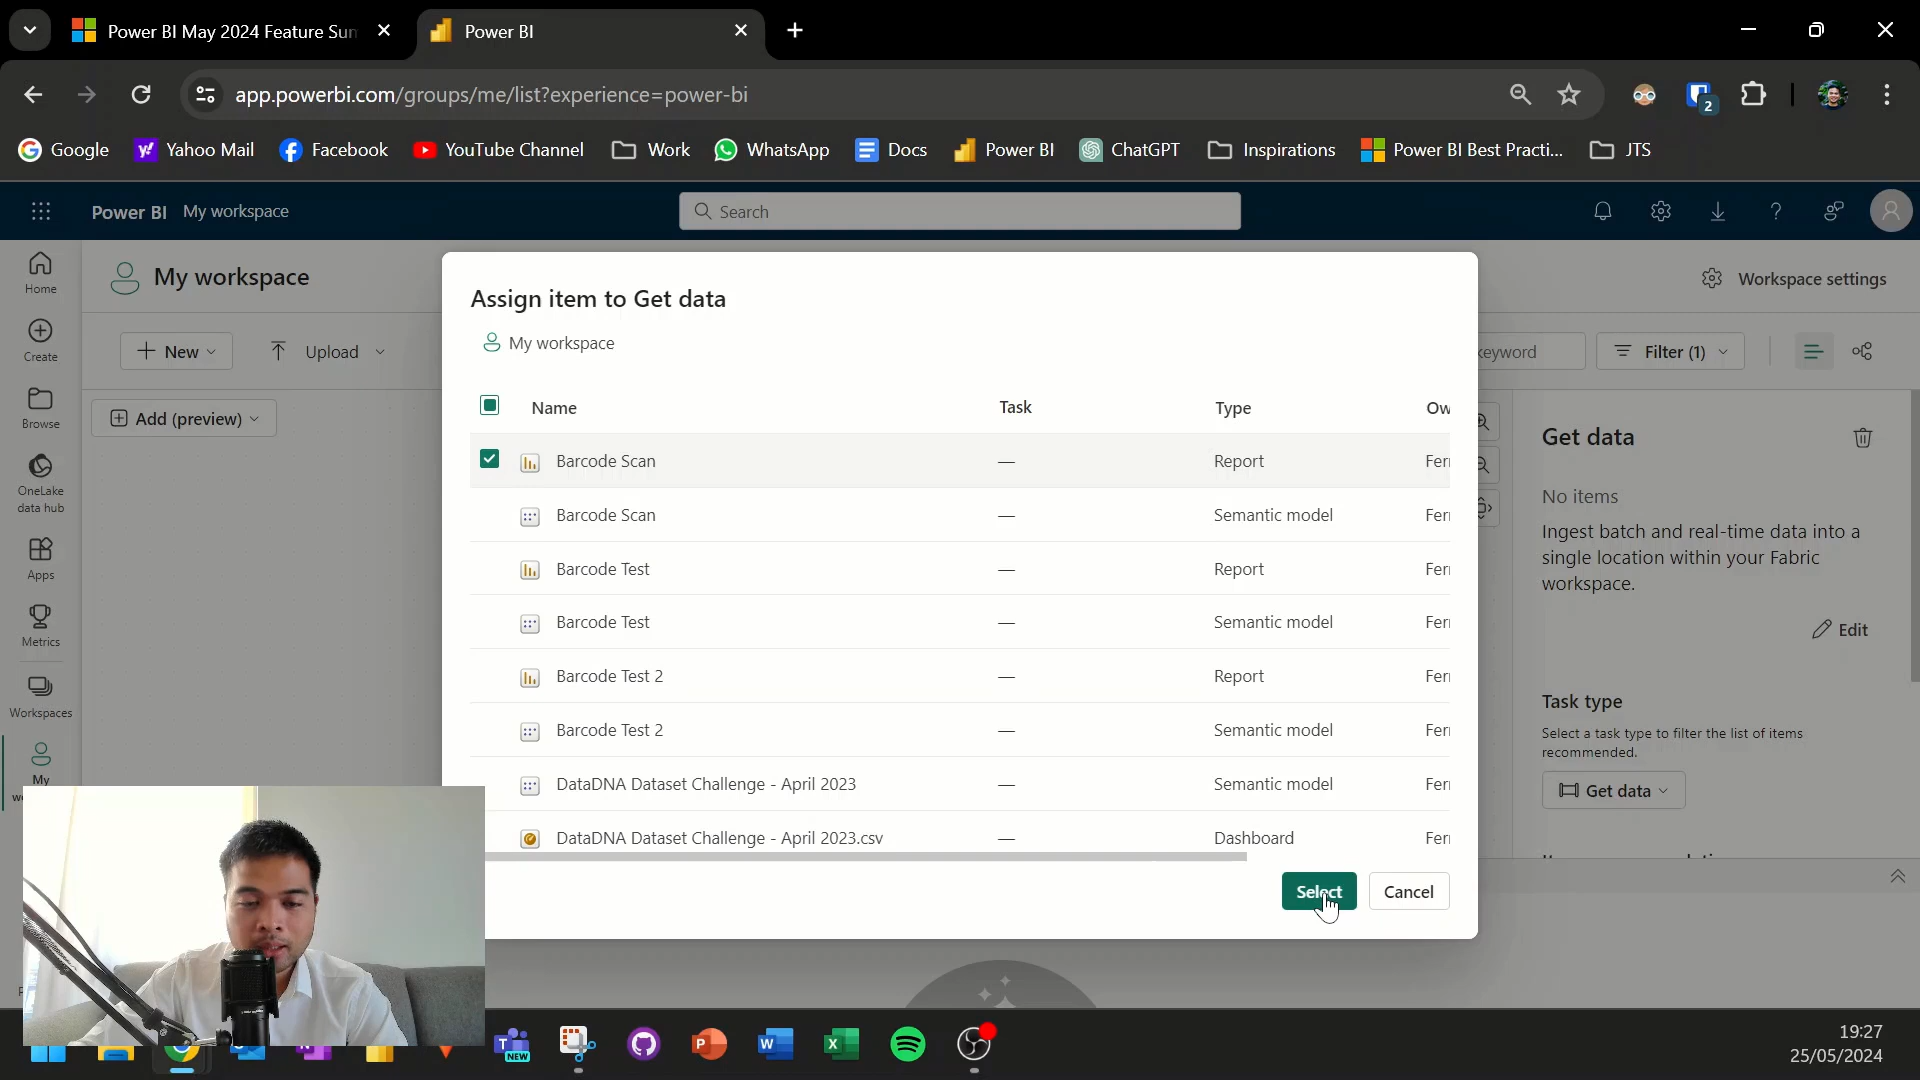 Power BI May 2024 Feature Sum
Power BI
app.powerbi.com/groups/me/list?experience=power-bi
2
Google
Yahoo Mail
Facebook
YouTube Channel
Work
WhatsApp
Docs
Power BI
ChatGPT
Inspirations
Power BI Best Practi...
JTS
Power BI My workspace
Search
Home
Create
Browse
OneLake
data hub
Apps
Metrics
Workspaces
My
My workspace
Workspace settings
New
Upload
keyword
Filter (1)
Add (preview)
Assign item to Get data
My workspace
Name Task Type Ow
Barcode Scan — Report Fer
Barcode Scan — Semantic model Fer
Barcode Test — Report Fer
Barcode Test — Semantic model Fer
Barcode Test 2 — Report Fer
Barcode Test 2 — Semantic model Fer
DataDNA Dataset Challenge - April 2023 — Semantic model Fer
DataDNA Dataset Challenge - April 2023.csv — Dashboard Fer
Select
Cancel
Get data
No items
Ingest batch and real-time data into a
single location within your Fabric
workspace.
Edit
Task type
Select a task type to filter the list of items
recommended.
Get data
NEW
19:27
25/05/2024